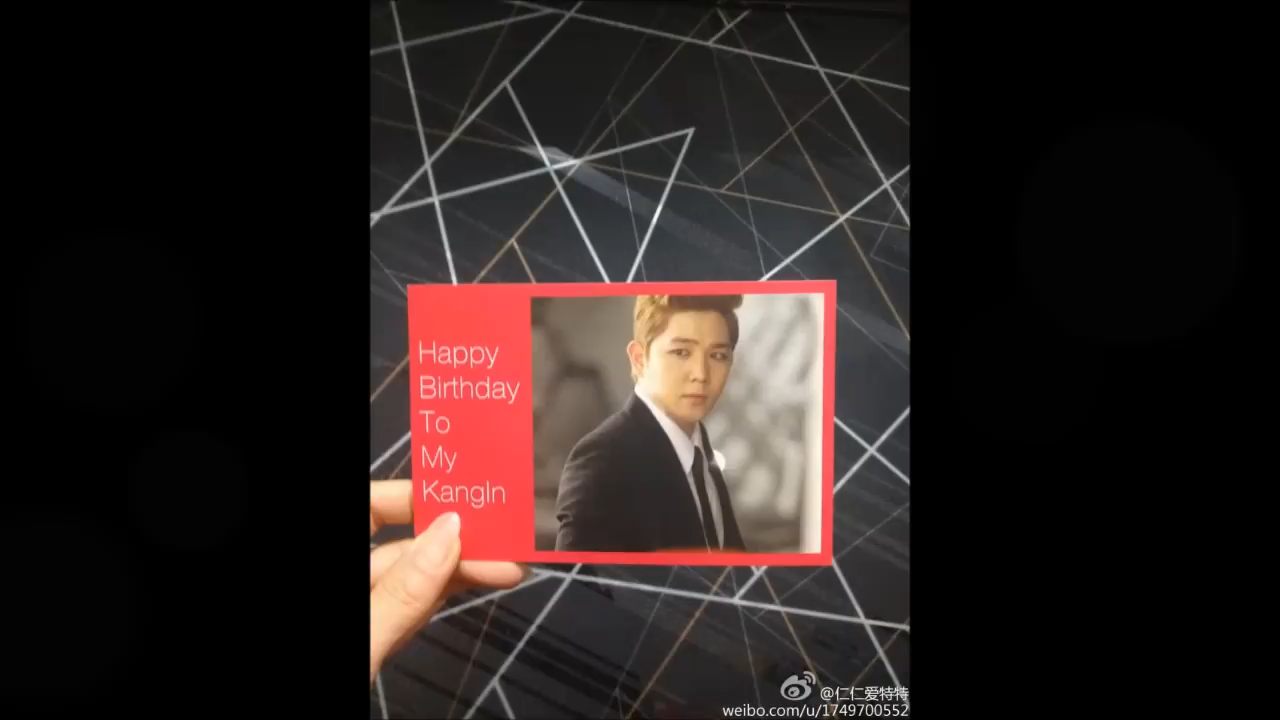 Happy
Birthday
To
My
KangIn
@仁仁爱特特
weibo.com/u/1749700552